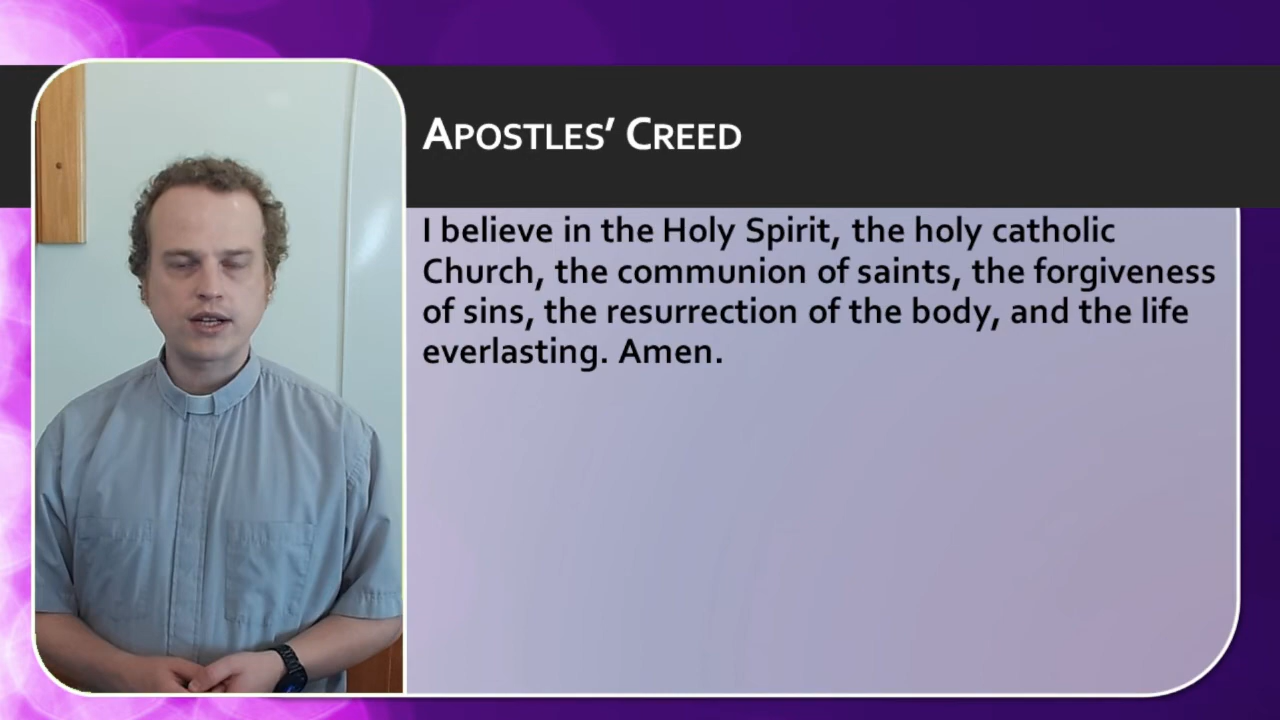 APOSTLES’ CREED
I believe in the Holy Spirit, the holy catholic
Church, the communion of saints, the forgiveness
of sins, the resurrection of the body, and the life
everlasting. Amen.